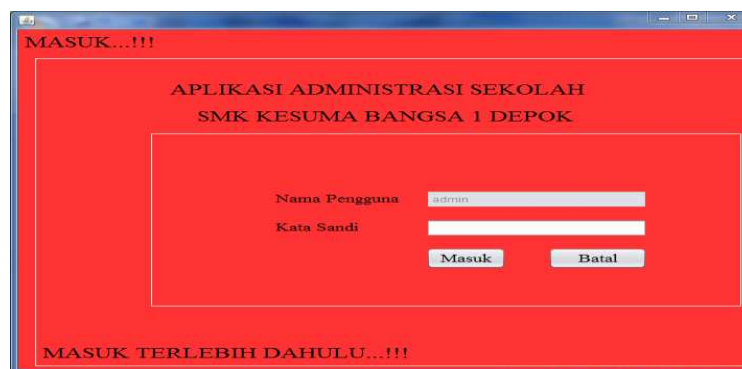 MASUK...!!!
APLIKASI ADMINISTRASI SEKOLAH
SMK KESUMA BANGSA 1 DEPOK
Nama Pengguna admin
Kata Sandi
Masuk Batal
MASUK TERLEBIH DAHULU...!!!